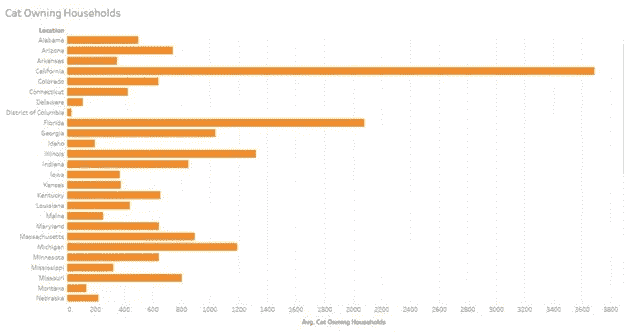 Cat Owning Households
Location
Alabama
Arizona
Arkansas
California
Colorado
Connecticut
Delaware
District of Columbia
Florida
Georgia
Idaho
Illinois
Indiana
Iowa
Kansas
Kentucky
Louisiana
Maine
Maryland
Massachusetts
Michigan
Minnesota
Mississippi
Missouri
Montana
Nebraska
0 200 400 600 800 1000 1200 1400 1600 1800 2000 2200 2400 2600 2800 3000 3200 3400 3600 3800
Avg. Cat Owning Households